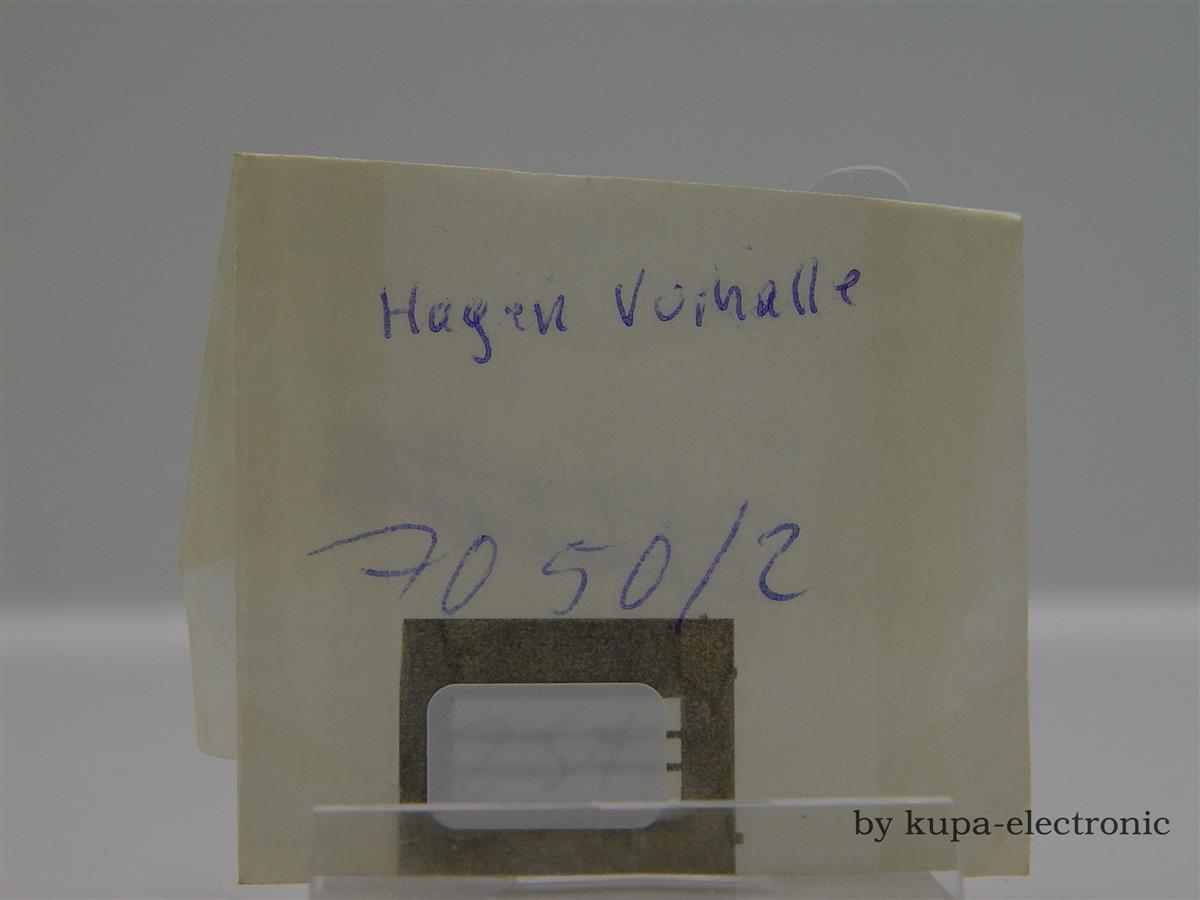 Hagen Vorhalle
7050/2
by kupa-electronic